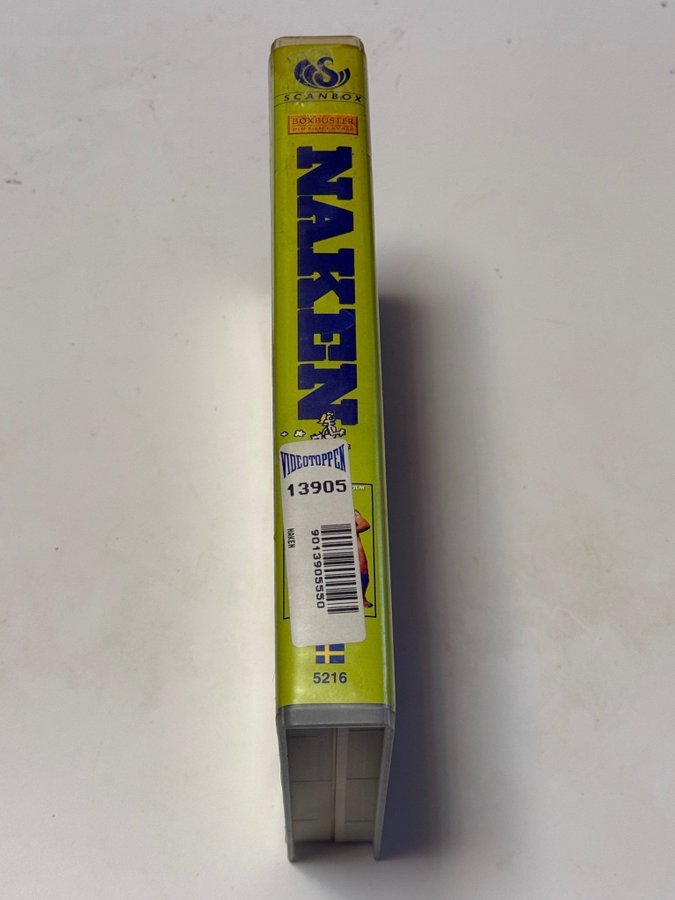 SCANBOX
BOXBUSTER
NAKEN
VIDEOTOPPEN
13905
NAKEN
9013905550
5216